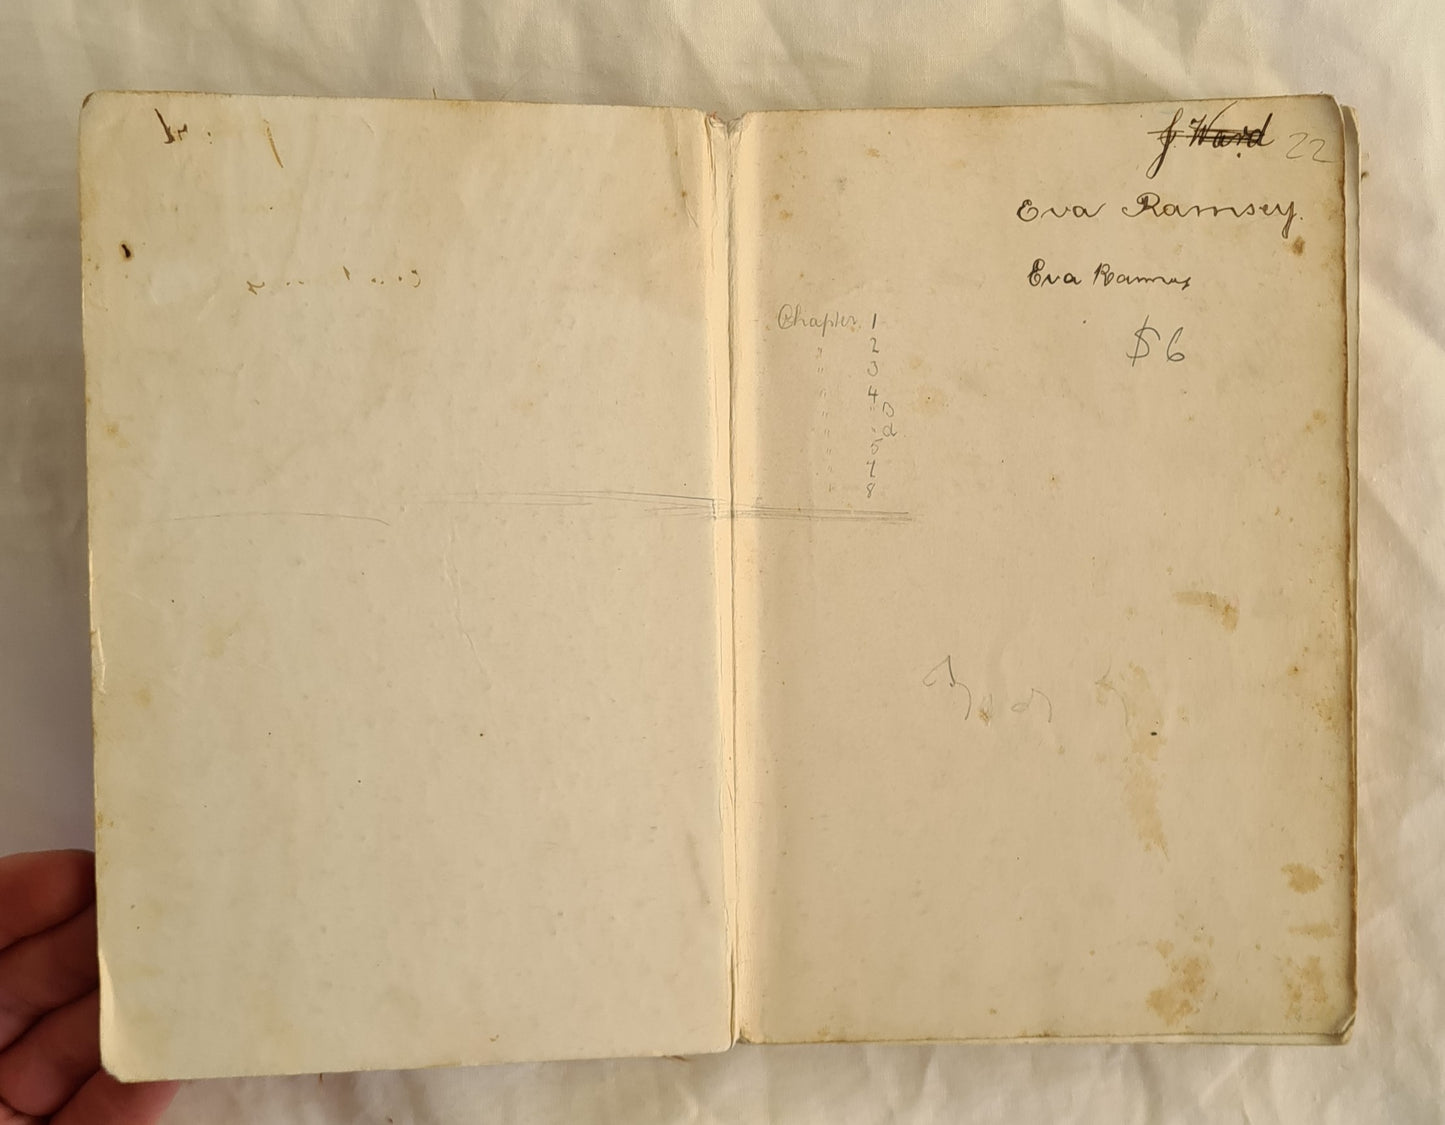 J. Ward 22
Eva Ramsey.
Eva Ramsey
$6
Chapter 1
" 2
" 3
" 4
" " B
" " d
" 5
" 7
" 8